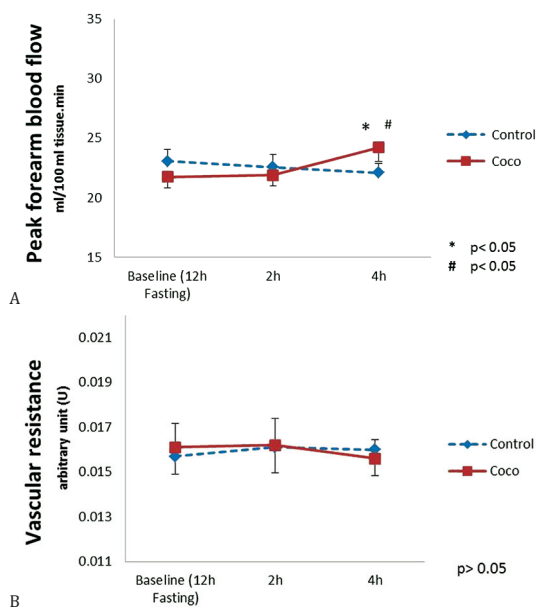 Peak forearm blood flow
ml/100 ml tissue.min
35
30
25
20
15
* #
Control
Coco
* p< 0.05
# p< 0.05
Baseline (12h
Fasting)
2h
4h
A
Vascular resistance
arbitrary unit (U)
0.021
0.019
0.017
0.015
0.013
0.011
Control
Coco
p> 0.05
Baseline (12h
Fasting)
2h
4h
B